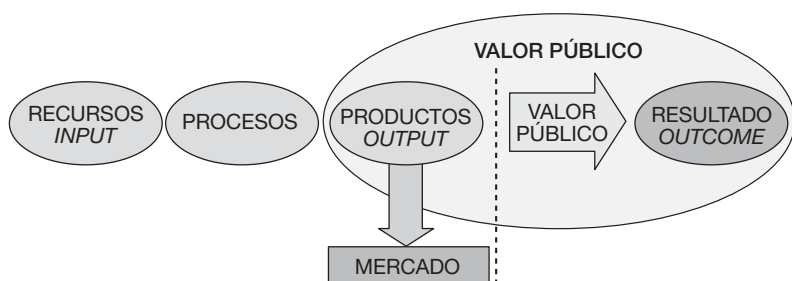 VALOR PÚBLICO
RECURSOS
INPUT
PROCESOS
PRODUCTOS
OUTPUT
VALOR
PÚBLICO
RESULTADO
OUTCOME
MERCADO